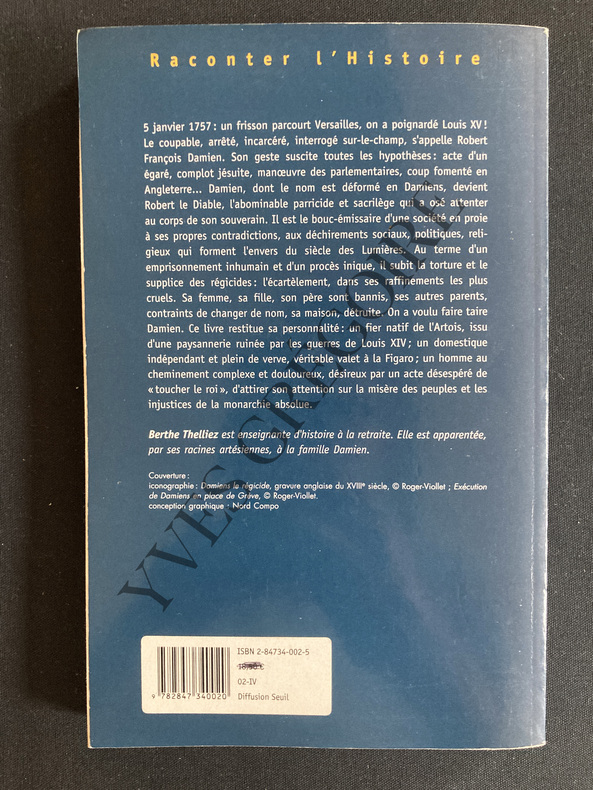 Raconter l'Histoire
5 janvier 1757 : un frisson parcourt Versailles, on a poignardé Louis XV !
Le coupable, arrêté, incarcéré, interrogé sur-le-champ, s'appelle Robert
François Damien. Son geste suscite toutes les hypothèses : acte d'un
égaré, complot jésuite, manœuvre des parlementaires, coup fomenté en
Angleterre... Damien, dont le nom est déformé en Damiens, devient
Robert le Diable, l'abominable parricide et sacrilège qui a osé attenter
au corps de son souverain. Il est le bouc-émissaire d'une société en proie
à ses propres contradictions, aux déchirements sociaux, politiques, reli-
gieux qui forment l'envers du siècle des Lumières. Au terme d'un
emprisonnement inhumain et d'un procès inique, il subit la torture et le
supplice des régicides : l'écartèlement, dans ses raffinements les plus
cruels. Sa femme, sa fille, son père sont bannis, ses autres parents,
contraints de changer de nom, sa maison, détruite. On a voulu faire taire
Damien. Ce livre restitue sa personnalité : un fier natif de l'Artois, issu
d'une paysannerie ruinée par les guerres de Louis XIV ; un domestique
indépendant et plein de verve, véritable valet à la Figaro ; un homme au
cheminement complexe et douloureux, désireux par un acte désespéré de
« toucher le roi », d'attirer son attention sur la misère des peuples et les
injustices de la monarchie absolue.
Berthe Thelliez est enseignante d'histoire à la retraite. Elle est apparentée,
par ses racines artésiennes, à la famille Damien.
Couverture :
iconographie : Damiens le régicide, gravure anglaise du XVIIIe siècle, © Roger-Viollet ; Exécution
de Damiens en place de Grève, © Roger-Viollet.
conception graphique : Nord Compo
YVES GREGOIRE
ISBN 2-84734-002-5
02-IV
Diffusion Seuil
9 782847 340020